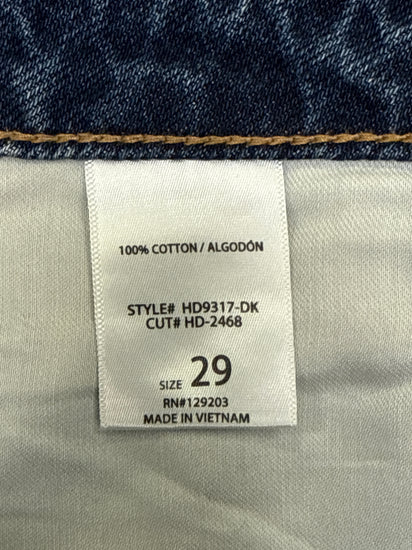 100% COTTON / ALGODÓN
STYLE# HD9317-DK
CUT# HD-2468
SIZE 29
RN#129203
MADE IN VIETNAM